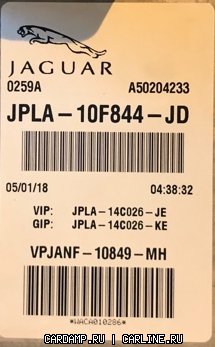 JAGUAR
0259A A50204233
JPLA-10F844-JD
05/01/18 04:38:32
VIP: JPLA-14C026-JE
GIP: JPLA-14C026-KE
VPJANF-10849-MH
*WACA010286*
CARDAMP.RU | CARLINE.RU